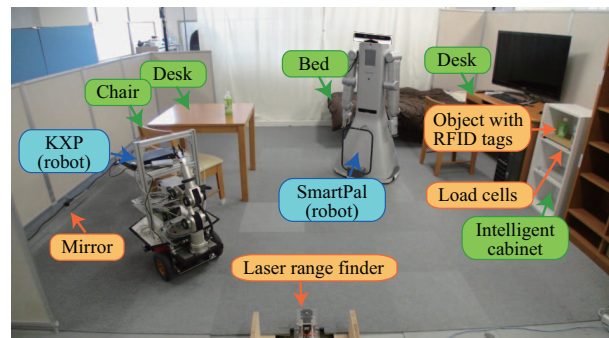 Bed
Desk
Desk
Chair
KXP
(robot)
Object with
RFID tags
SmartPal
(robot)
Load cells
Mirror
Intelligent
cabinet
Laser range finder